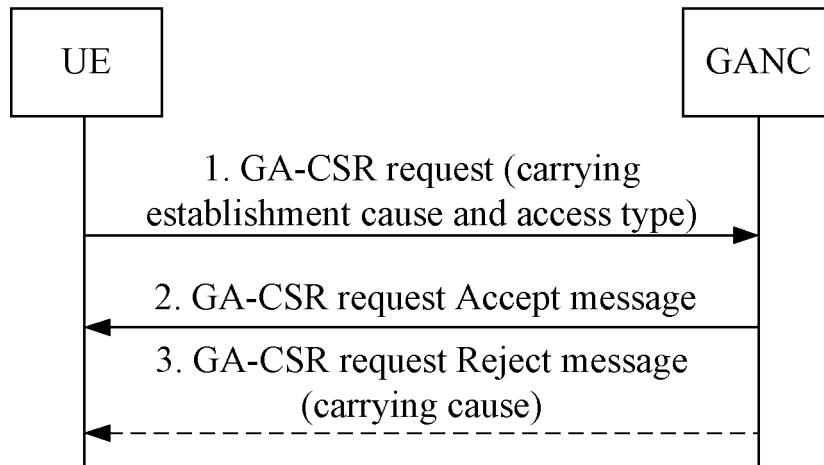 UE
GANC
1. GA-CSR request (carrying
establishment cause and access type)
2. GA-CSR request Accept message
3. GA-CSR request Reject message
(carrying cause)